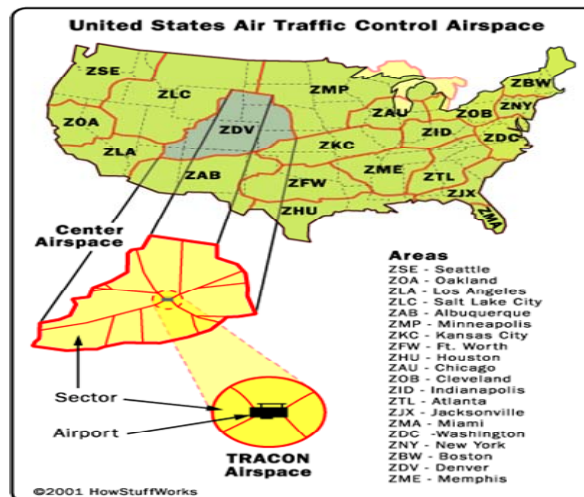 United States Air Traffic Control Airspace
ZSE
ZLC
ZMP
ZBW
ZAU
ZNY
ZOB
ZOA
ZDV
ZID
ZDC
ZLA
ZKC
ZME
ZAB
ZTL
ZFW
ZJX
ZHU
ZMA
Center
Airspace
Areas
ZSE - Seattle
ZOA - Oakland
ZLA - Los Angeles
ZLC - Salt Lake City
ZAB - Albuquerque
ZMP - Minneapolis
ZKC - Kansas City
ZFW - Ft. Worth
ZHU - Houston
ZAU - Chicago
ZOB - Cleveland
ZID - Indianapolis
ZTL - Atlanta
ZJX - Jacksonville
ZMA - Miami
ZDC -Washington
ZNY - New York
ZBW - Boston
ZDV - Denver
ZME - Memphis
Sector
Airport
TRACON
Airspace
©2001 HowStuffWorks